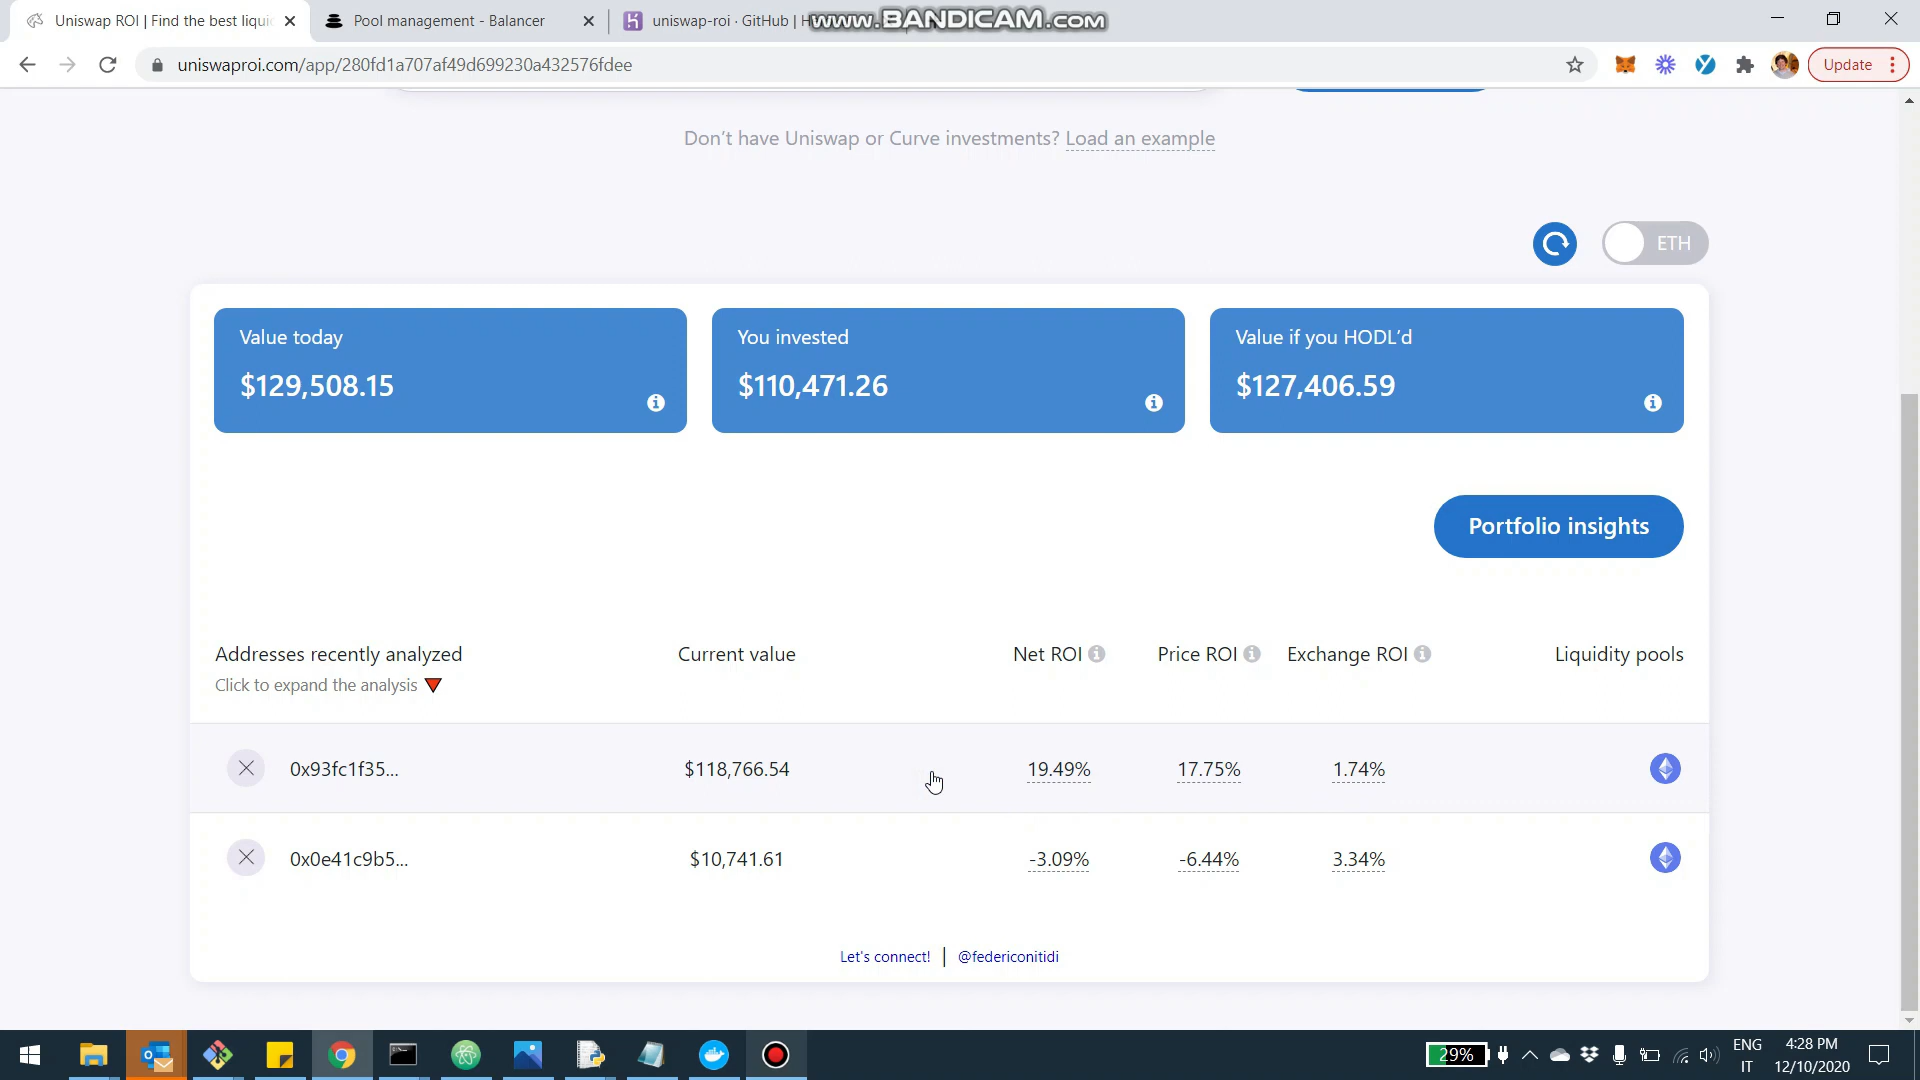 Uniswap ROI | Find the best liqui
Pool management - Balancer
uniswap-roi · GitHub | H
www.BANDICAM.com
uniswaproi.com/app/280fd1a707af49d699230a432576fdee
Update
Don't have Uniswap or Curve investments? Load an example
ETH
Value today
You invested
Value if you HODL'd
$129,508.15
$110,471.26
$127,406.59
Portfolio insights
Addresses recently analyzed
Current value
Net ROI
Price ROI
Exchange ROI
Liquidity pools
Click to expand the analysis
0x93fc1f35...
$118,766.54
19.49%
17.75%
1.74%
0x0e41c9b5...
$10,741.61
-3.09%
-6.44%
3.34%
Let's connect! | @federiconitidi
29%
ENG
IT
4:28 PM
12/10/2020